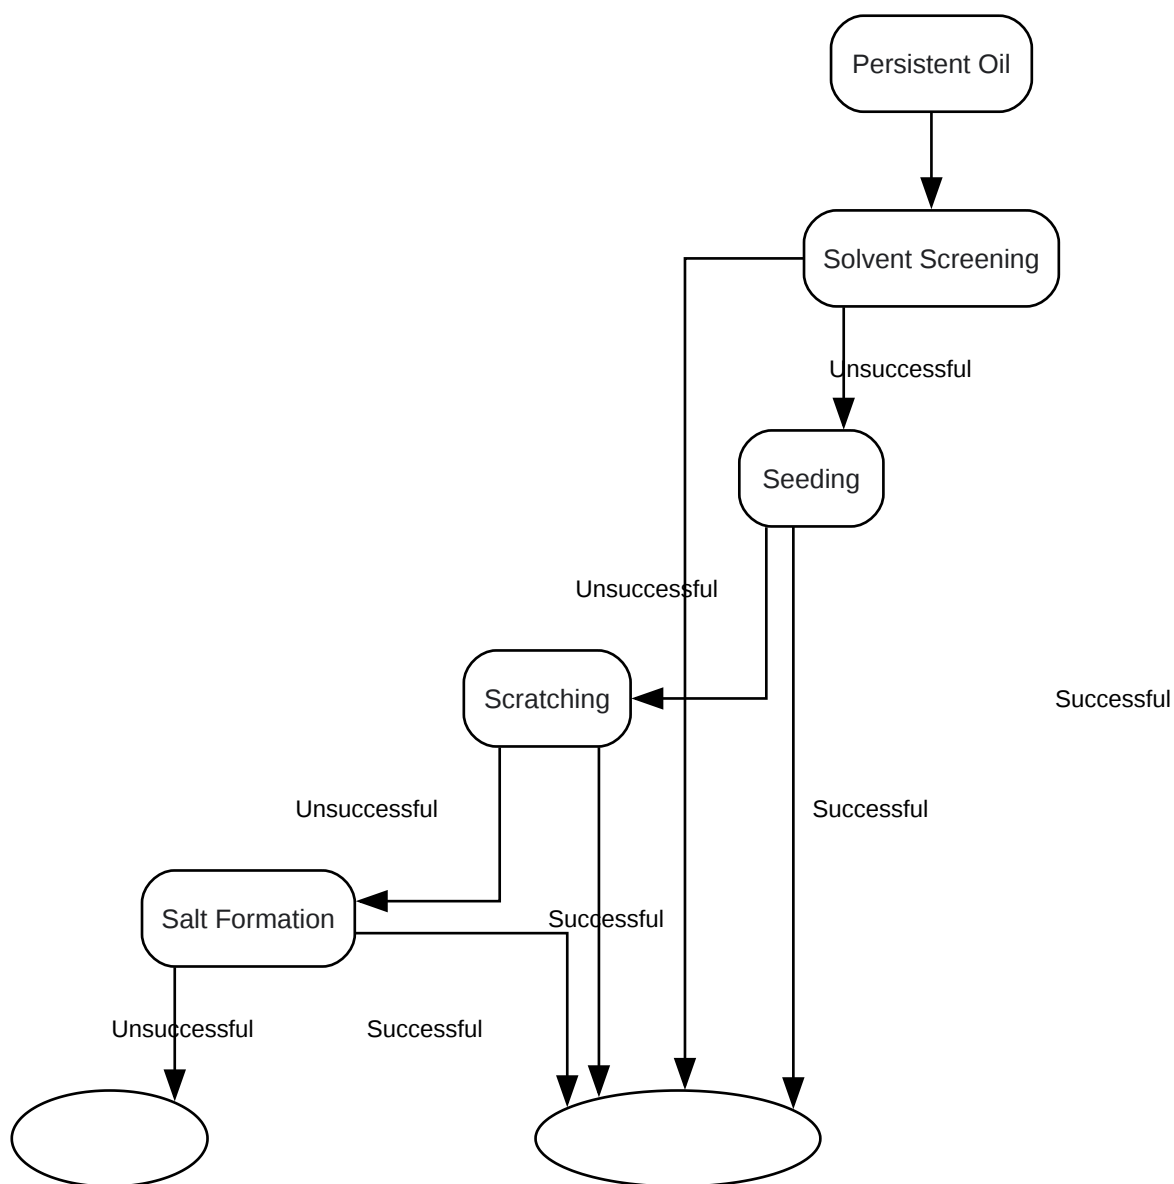 Persistent Oil
Solvent Screening
Unsuccessful
Seeding
Unsuccessful
Scratching
Successful
Unsuccessful
Successful
Salt Formation
Successful
Unsuccessful
Successful